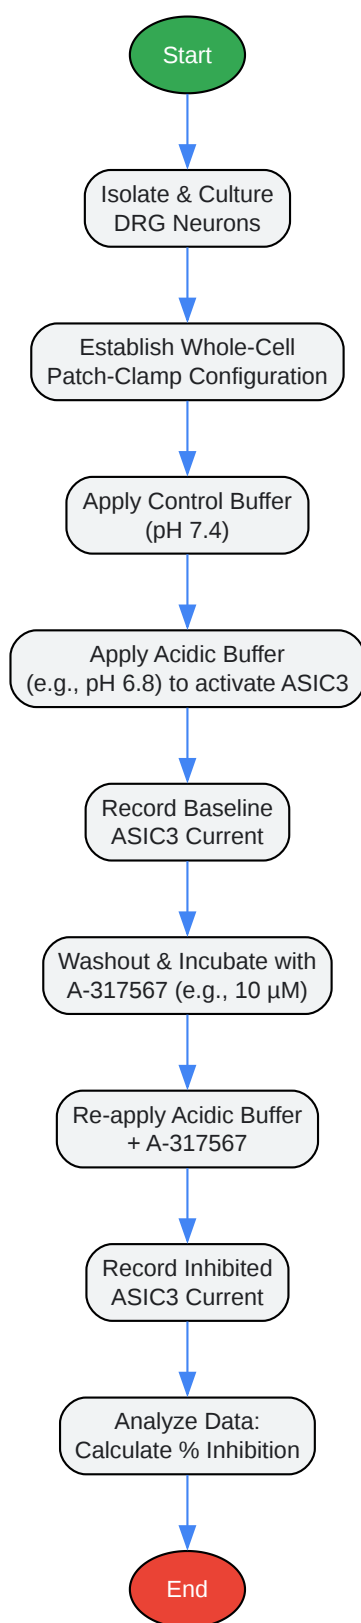 Start
Isolate & Culture
DRG Neurons
Establish Whole-Cell
Patch-Clamp Configuration
Apply Control Buffer
(pH 7.4)
Apply Acidic Buffer
(e.g., pH 6.8) to activate ASIC3
Record Baseline
ASIC3 Current
Washout & Incubate with
A-317567 (e.g., 10 µM)
Re-apply Acidic Buffer
+ A-317567
Record Inhibited
ASIC3 Current
Analyze Data:
Calculate % Inhibition
End